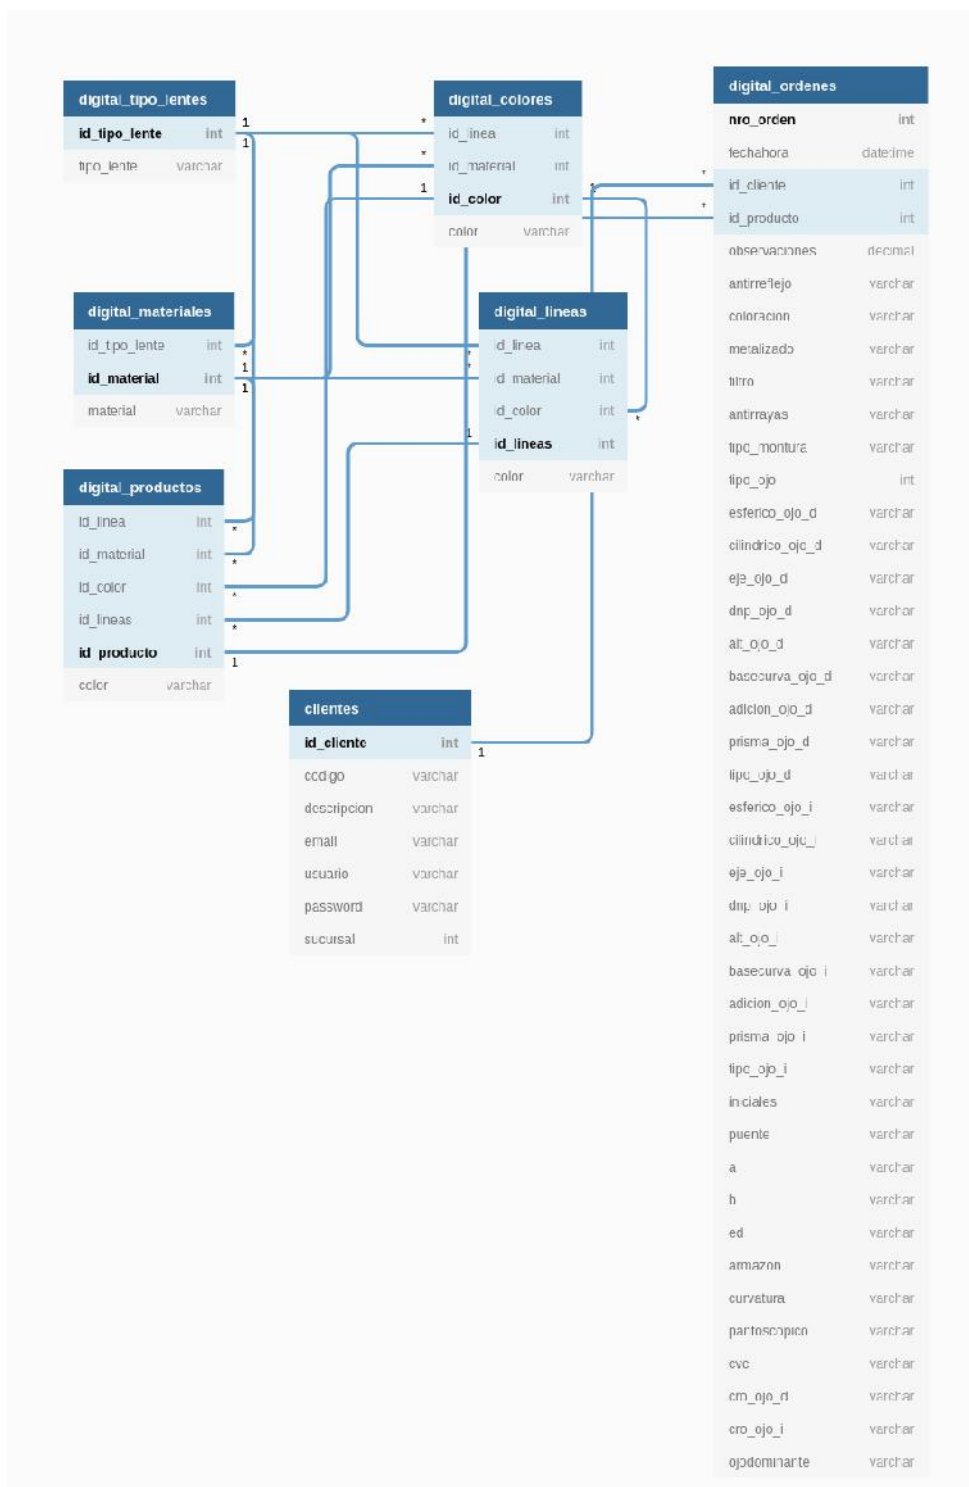 digital_tipo_lentes
id_tipo_lente int
tipo_lente varchar
digital_colores
id_linea int
id_material int
id_color int
color varchar
digital_materiales
id_tipo_lente int
id_material int
material varchar
digital_lineas
id_linea int
id_material int
id_color int
id_lineas int
color varchar
digital_productos
id_linea int
id_material int
id_color int
id_lineas int
id_producto int
color varchar
clientes
id_cliente int
codigo varchar
descripcion varchar
email varchar
usuario varchar
password varchar
sucursal int
digital_ordenes
nro_orden int
fechahora datetime
id_cliente int
id_producto int
observaciones decimal
antirreflejo varchar
coloracion varchar
metalizado varchar
filtro varchar
antirrayas varchar
tipo_montura varchar
tipo_ojo int
esferico_ojo_d varchar
cilindrico_ojo_d varchar
eje_ojo_d varchar
dnp_ojo_d varchar
alt_ojo_d varchar
basecurva_ojo_d varchar
adicion_ojo_d varchar
prisma_ojo_d varchar
tipo_ojo_d varchar
esferico_ojo_i varchar
cilindrico_ojo_i varchar
eje_ojo_i varchar
dnp_ojo_i varchar
alt_ojo_i varchar
basecurva_ojo_i varchar
adicion_ojo_i varchar
prisma_ojo_i varchar
tipo_ojo_i varchar
iniciales varchar
puente varchar
a varchar
b varchar
ed varchar
armazon varchar
curvatura varchar
pantoscopico varchar
cvc varchar
cro_ojo_d varchar
cro_ojo_i varchar
ojodominante varchar